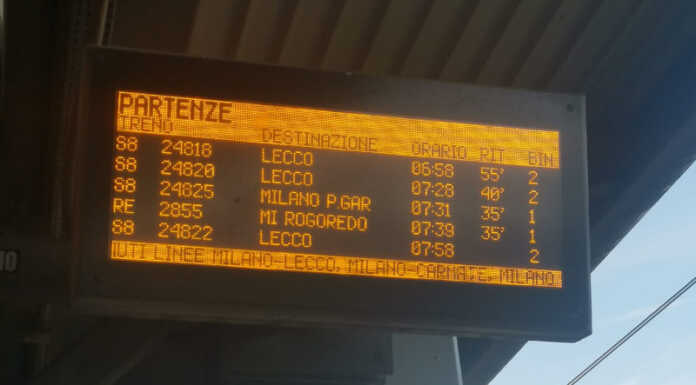 PARTENZE
TRENO DESTINAZIONE ORARIO RIT BIN
S8 24818 LECCO 06:58 55' 2
S8 24820 LECCO 07:28 40' 2
S8 24825 MILANO P.GAR 07:31 35' 1
RE 2855 MI ROGOREDO 07:39 35' 1
S8 24822 LECCO 07:58 2
IUTI LINEE MILANO-LECCO, MILANO-CARNATE, MILANO